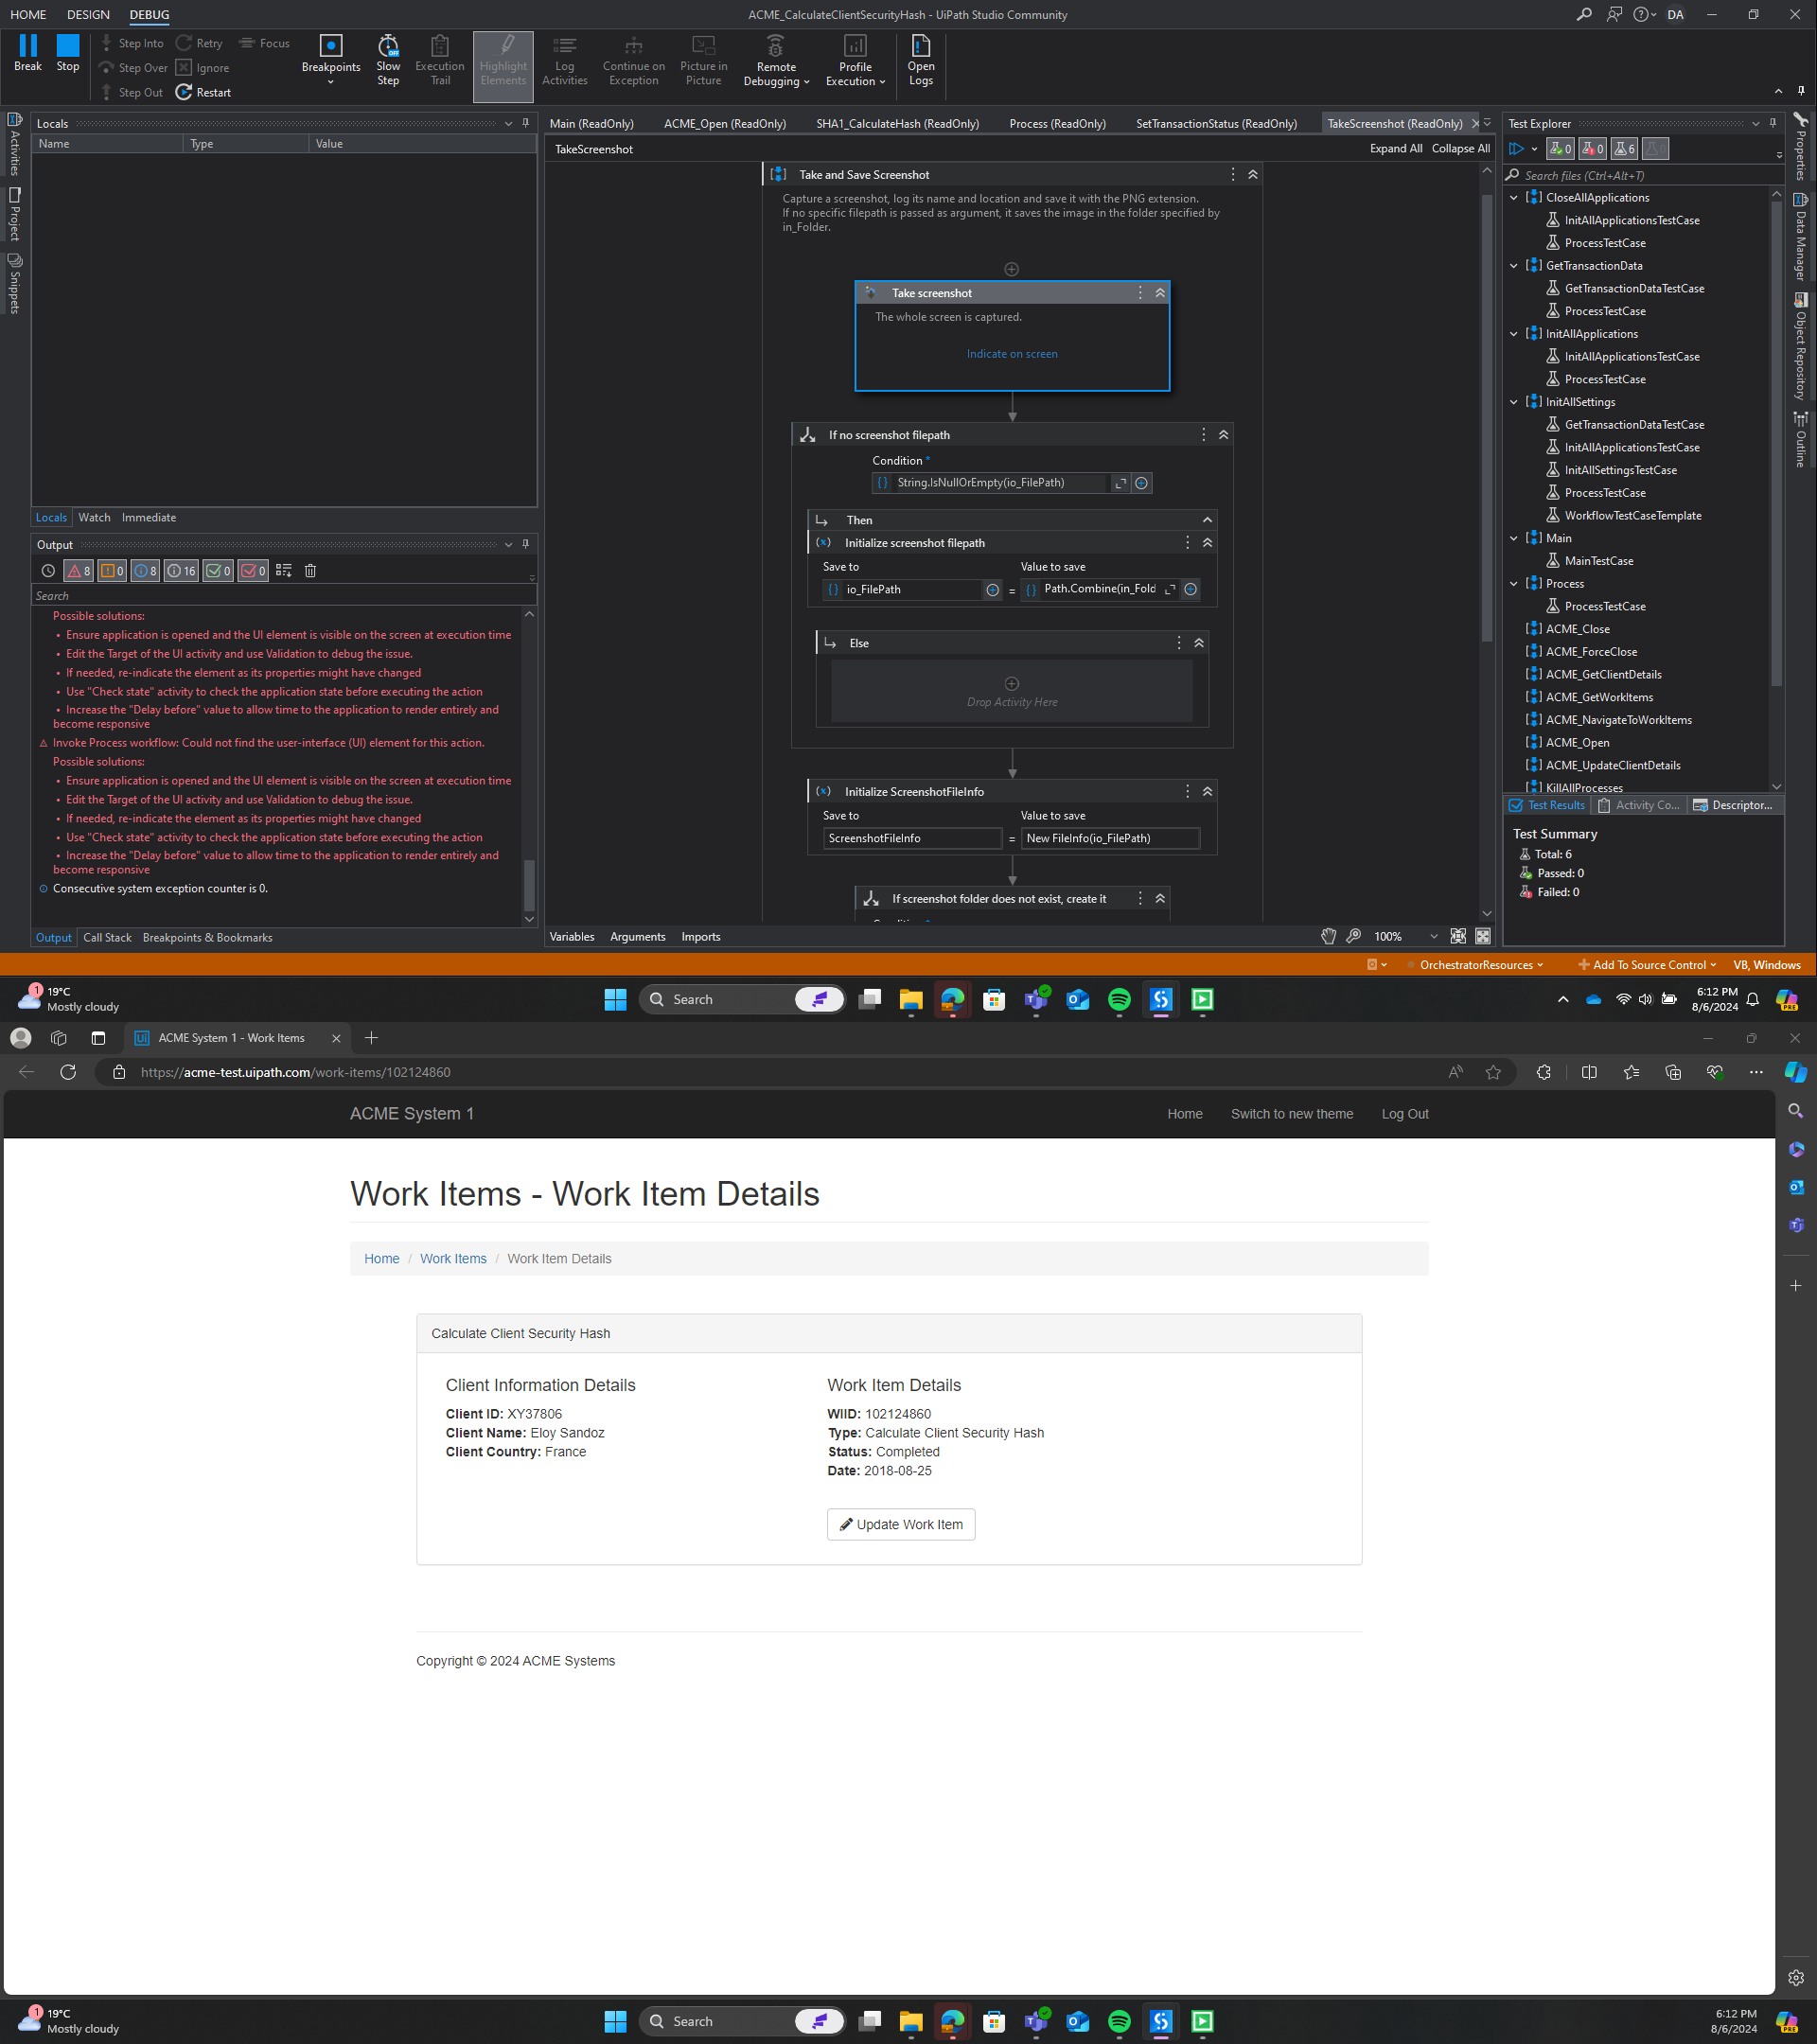 HOME DESIGN DEBUG
ACME_CalculateClientSecurityHash - UiPath Studio Community
DA
Break
Stop
Step Into
Step Over
Step Out
Retry
Ignore
Restart
Focus
Breakpoints
Slow Step
Execution Trail
Highlight Elements
Log Activities
Continue on Exception
Picture in Picture
Remote Debugging
Profile Execution
Open Logs
Activities
Project
Snippets
Locals
Name Type Value
Locals Watch Immediate
Output
8 0 8 16 0 0
Search
Possible solutions:
• Ensure application is opened and the UI element is visible on the screen at execution time
• Edit the Target of the UI activity and use Validation to debug the issue.
• If needed, re-indicate the element as its properties might have changed
• Use "Check state" activity to check the application state before executing the action
• Increase the "Delay before" value to allow time to the application to render entirely and
become responsive
Invoke Process workflow: Could not find the user-interface (UI) element for this action.
Possible solutions:
• Ensure application is opened and the UI element is visible on the screen at execution time
• Edit the Target of the UI activity and use Validation to debug the issue.
• If needed, re-indicate the element as its properties might have changed
• Use "Check state" activity to check the application state before executing the action
• Increase the "Delay before" value to allow time to the application to render entirely and
become responsive
Consecutive system exception counter is 0.
Output Call Stack Breakpoints & Bookmarks
Main (ReadOnly) ACME_Open (ReadOnly) SHA1_CalculateHash (ReadOnly) Process (ReadOnly) SetTransactionStatus (ReadOnly) TakeScreenshot (ReadOnly)
TakeScreenshot
Expand All Collapse All
Take and Save Screenshot
Capture a screenshot, log its name and location and save it with the PNG extension.
If no specific filepath is passed as argument, it saves the image in the folder specified by
in_Folder.
Take screenshot
The whole screen is captured.
Indicate on screen
If no screenshot filepath
Condition *
String.IsNullOrEmpty(io_FilePath)
Then
Initialize screenshot filepath
Save to Value to save
io_FilePath = Path.Combine(in_Fold
Else
Drop Activity Here
Initialize ScreenshotFileInfo
Save to Value to save
ScreenshotFileInfo = New FileInfo(io_FilePath)
If screenshot folder does not exist, create it
Variables Arguments Imports
100%
Test Explorer
0 0 6 0
Search files (Ctrl+Alt+T)
CloseAllApplications
InitAllApplicationsTestCase
ProcessTestCase
GetTransactionData
GetTransactionDataTestCase
ProcessTestCase
InitAllApplications
InitAllApplicationsTestCase
ProcessTestCase
InitAllSettings
GetTransactionDataTestCase
InitAllApplicationsTestCase
InitAllSettingsTestCase
ProcessTestCase
WorkflowTestCaseTemplate
Main
MainTestCase
Process
ProcessTestCase
ACME_Close
ACME_ForceClose
ACME_GetClientDetails
ACME_GetWorkItems
ACME_NavigateToWorkItems
ACME_Open
ACME_UpdateClientDetails
KillAllProcesses
Test Results Activity Co... Descriptor...
Test Summary
Total: 6
Passed: 0
Failed: 0
Properties
Data Manager
Object Repository
Outline
OrchestratorResources
Add To Source Control
VB, Windows
1
19°C
Mostly cloudy
Search
6:12 PM
8/6/2024
PRE
ACME System 1 - Work Items
https://acme-test.uipath.com/work-items/102124860
ACME System 1
Home Switch to new theme Log Out
Work Items - Work Item Details
Home / Work Items / Work Item Details
Calculate Client Security Hash
Client Information Details
Client ID: XY37806
Client Name: Eloy Sandoz
Client Country: France
Work Item Details
WIID: 102124860
Type: Calculate Client Security Hash
Status: Completed
Date: 2018-08-25
Update Work Item
Copyright © 2024 ACME Systems
1
19°C
Mostly cloudy
Search
6:12 PM
8/6/2024
PRE